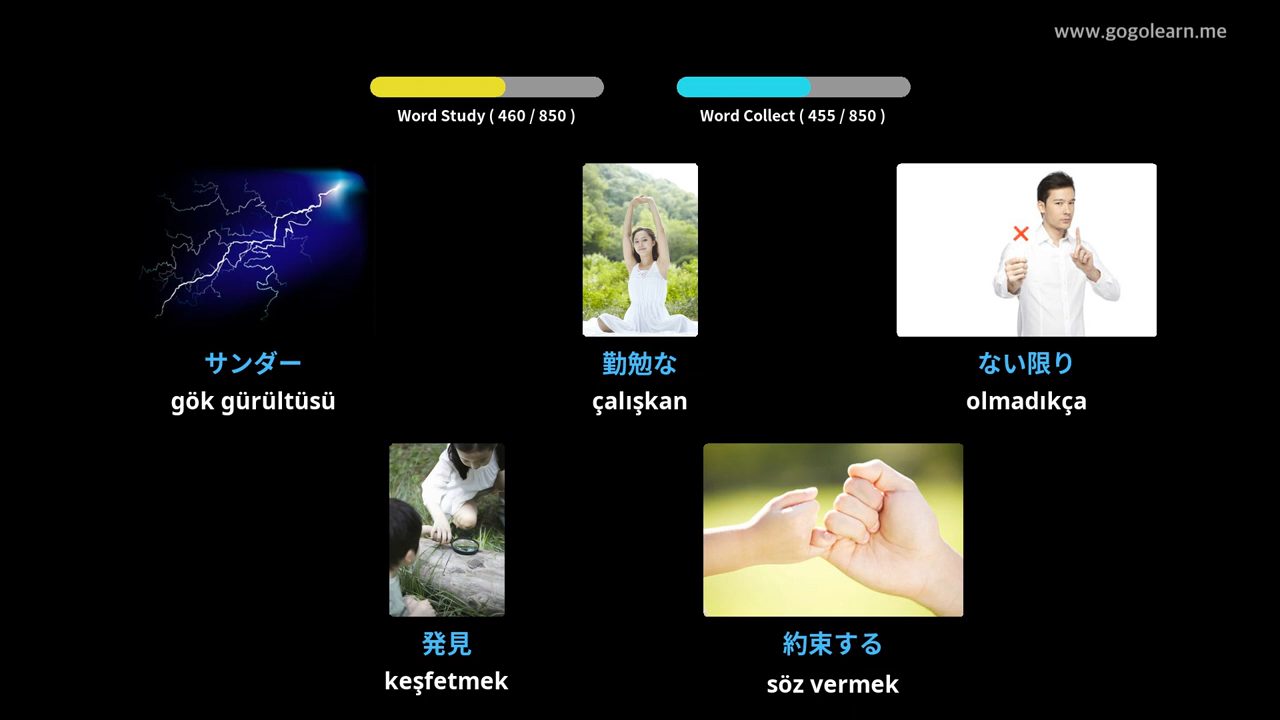 www.gogolearn.me
Word Study ( 460 / 850 )
Word Collect ( 455 / 850 )
サンダー
gök gürültüsü
勤勉な
çalışkan
ない限り
olmadıkça
発見
keşfetmek
約束する
söz vermek